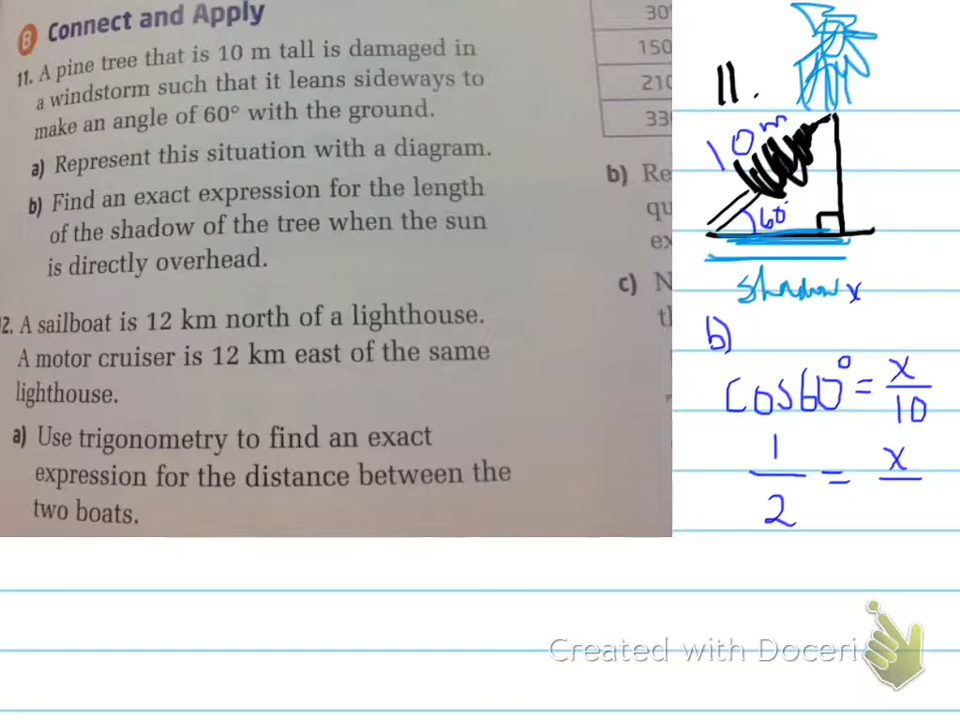 B Connect and Apply
11. A pine tree that is 10 m tall is damaged in
a windstorm such that it leans sideways to
make an angle of 60° with the ground.
a) Represent this situation with a diagram.
b) Find an exact expression for the length
of the shadow of the tree when the sun
is directly overhead.
2. A sailboat is 12 km north of a lighthouse.
A motor cruiser is 12 km east of the same
lighthouse.
a) Use trigonometry to find an exact
expression for the distance between the
two boats.
30°
150
210
33
b) Re
qu
ex
c) N
th
11.
10 m
60°
Shadow x
b)
cos60° = x/10
1/2 = x
Created with Doceri